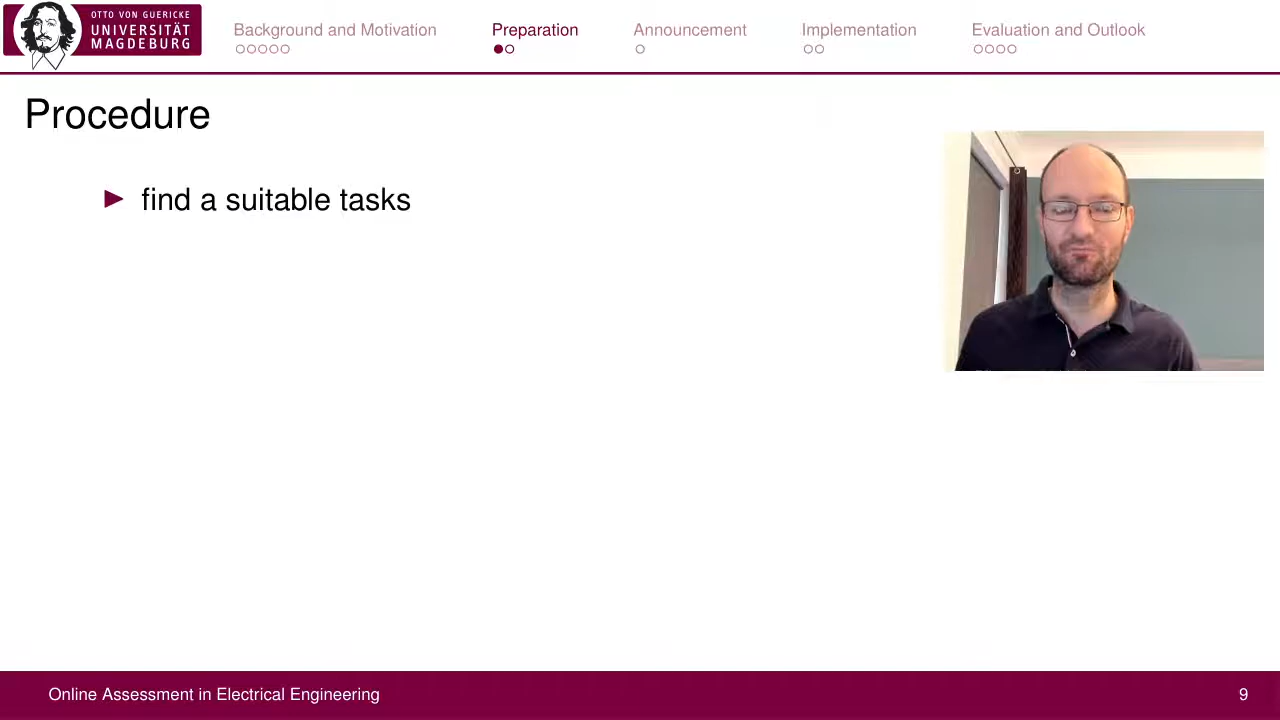 OTTO VON GUERICKE
UNIVERSITÄT
MAGDEBURG
Background and Motivation
Preparation
Announcement
Implementation
Evaluation and Outlook
Procedure
find a suitable tasks
Online Assessment in Electrical Engineering
9